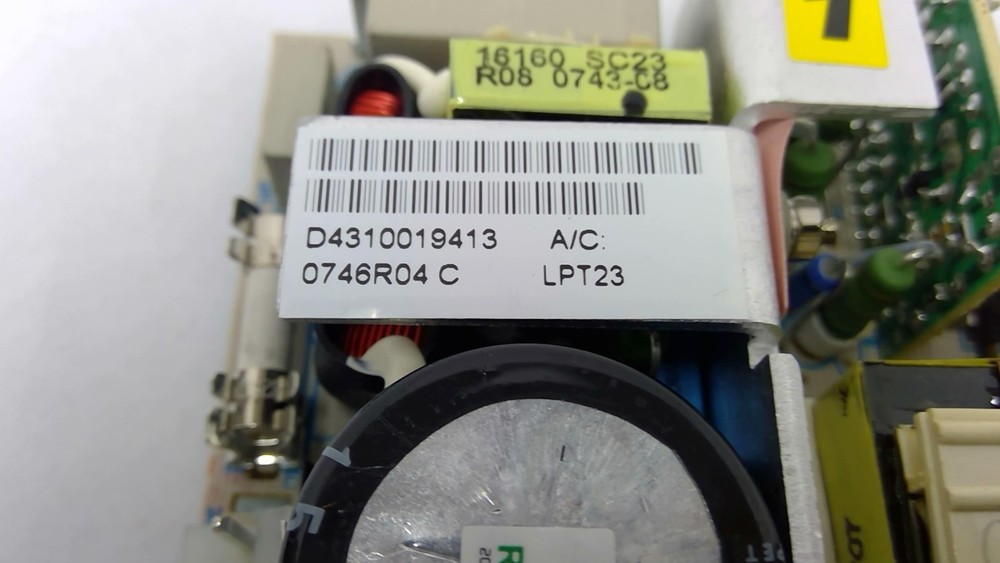 16160 SC23
R08 0743-C8
D4310019413 A/C:
0746R04 C LPT23